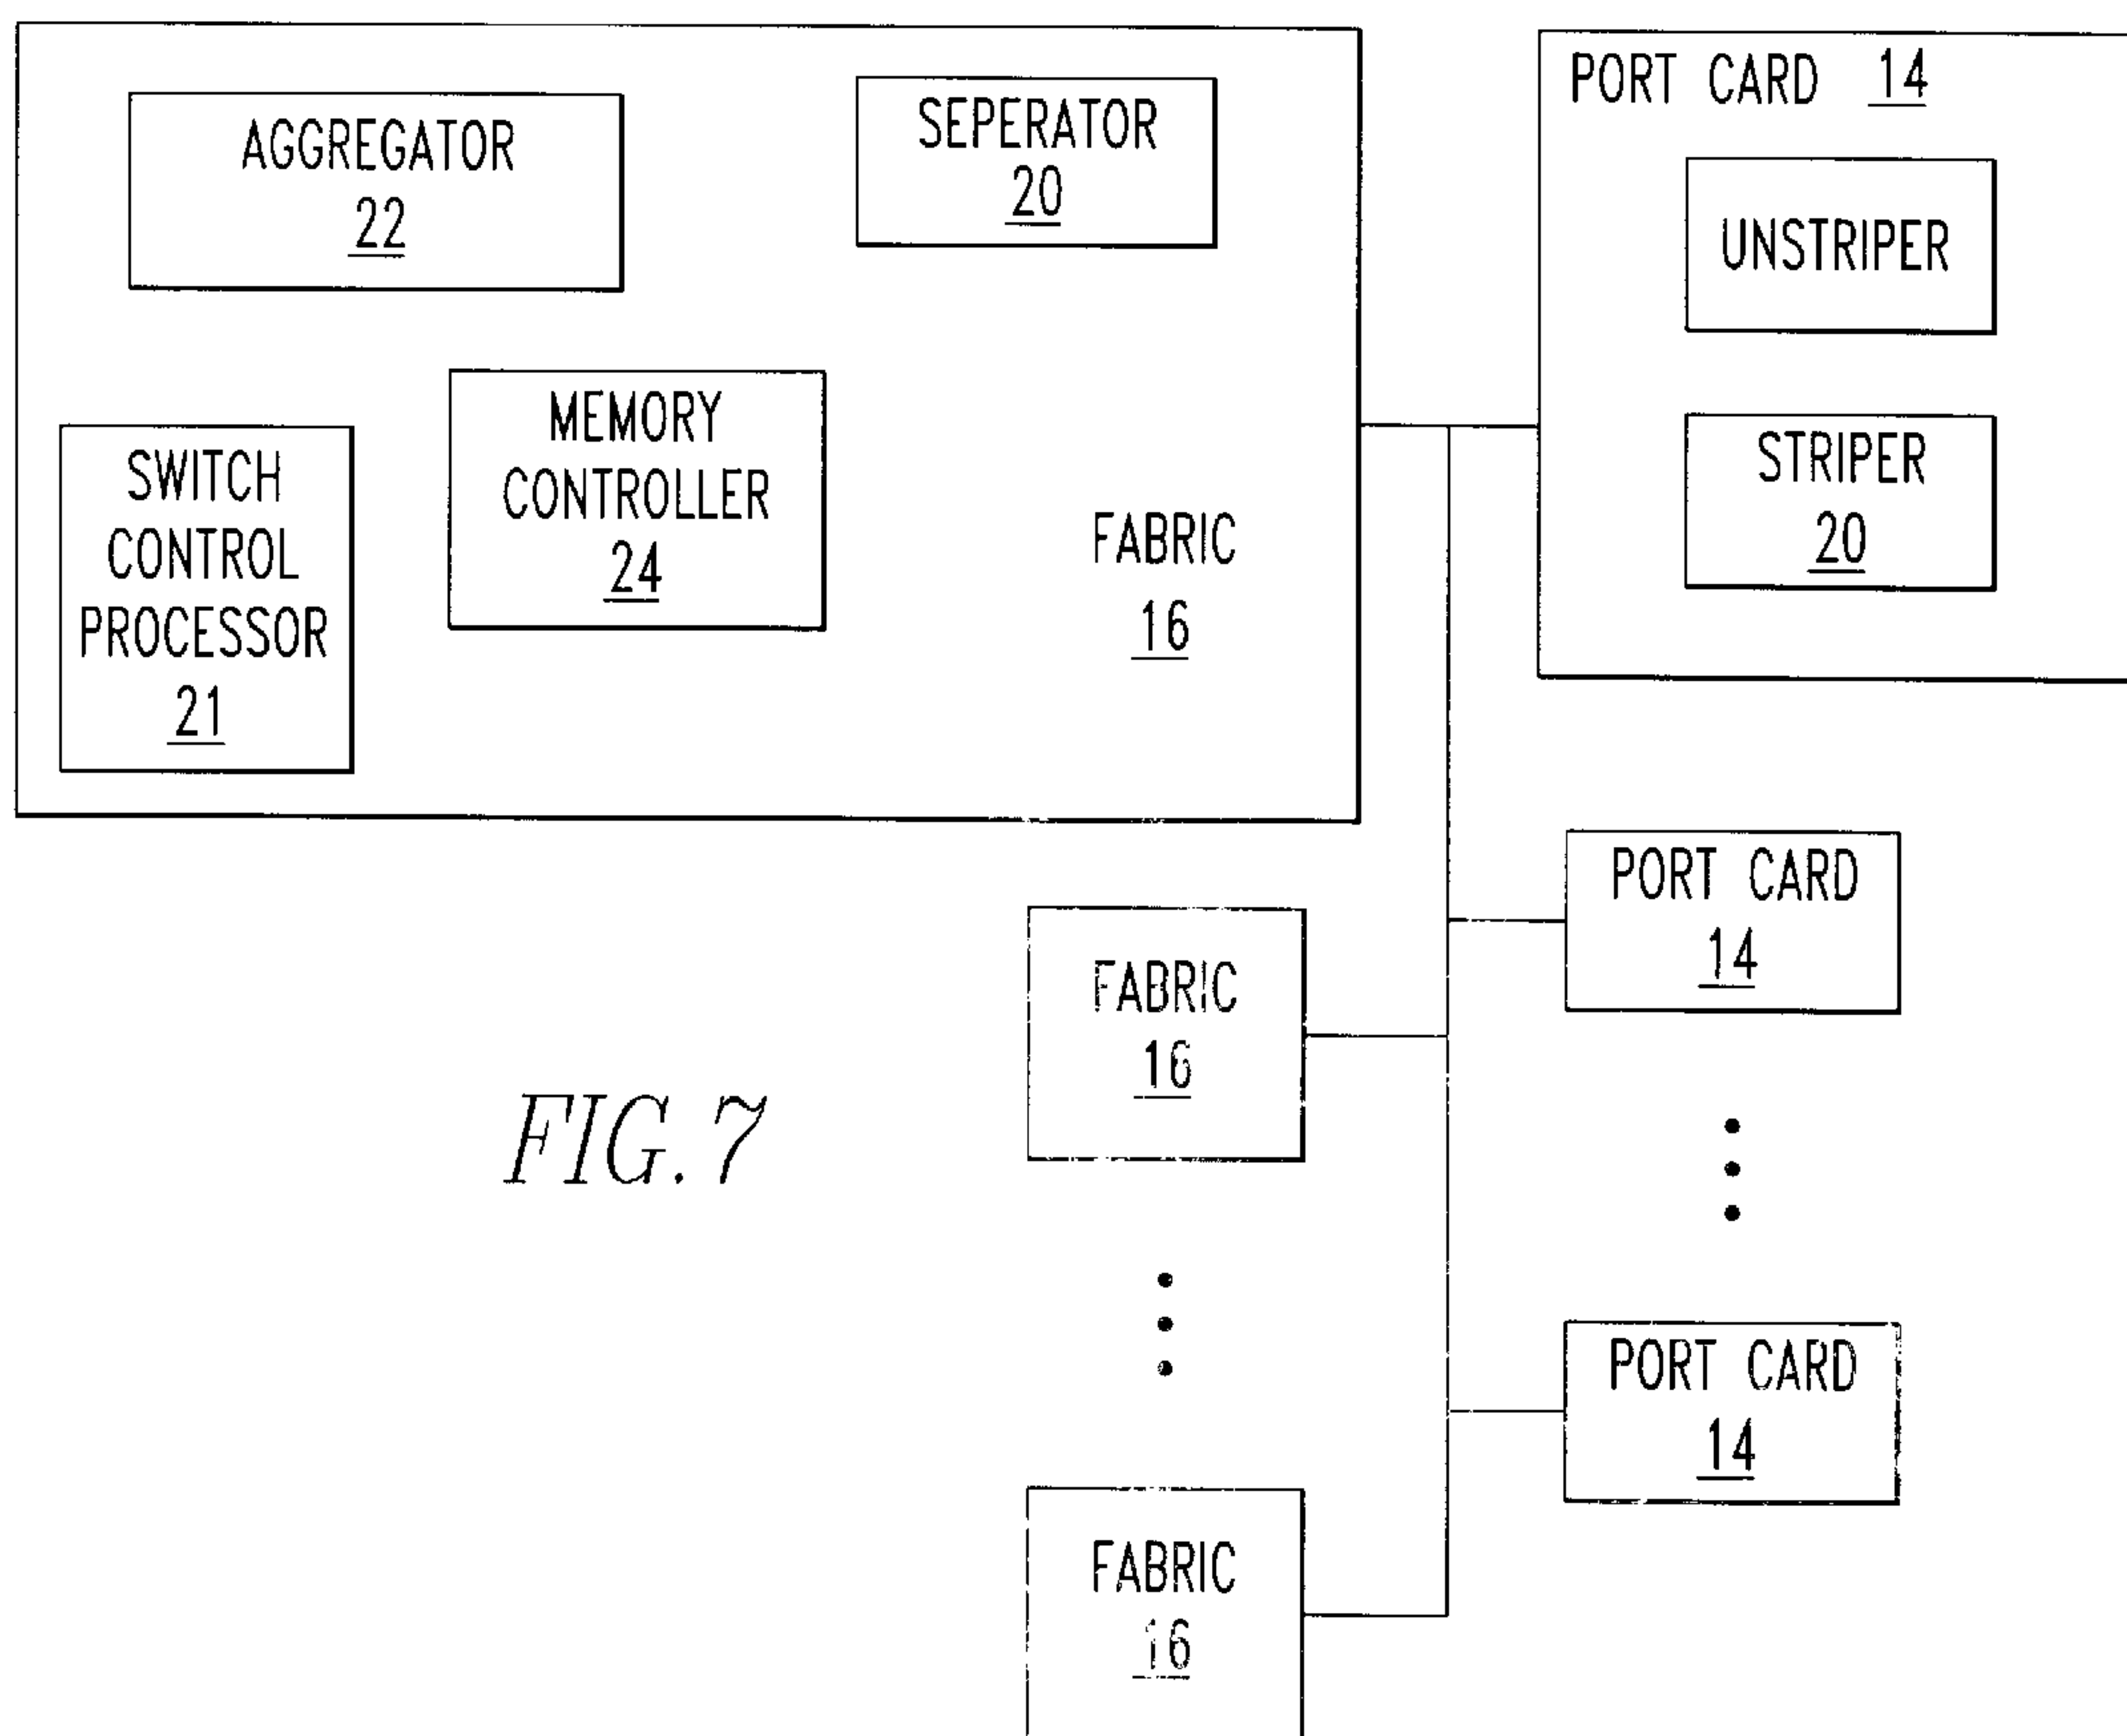 AGGREGATOR
22
SEPERATOR
20
SWITCH
CONTROL
PROCESSOR
21
MEMORY
CONTROLLER
24
FABRIC
16
PORT CARD 14
UNSTRIPER
STRIPER
20
PORT CARD
14
FABRIC
16
PORT CARD
14
FABRIC
16
FIG. 7